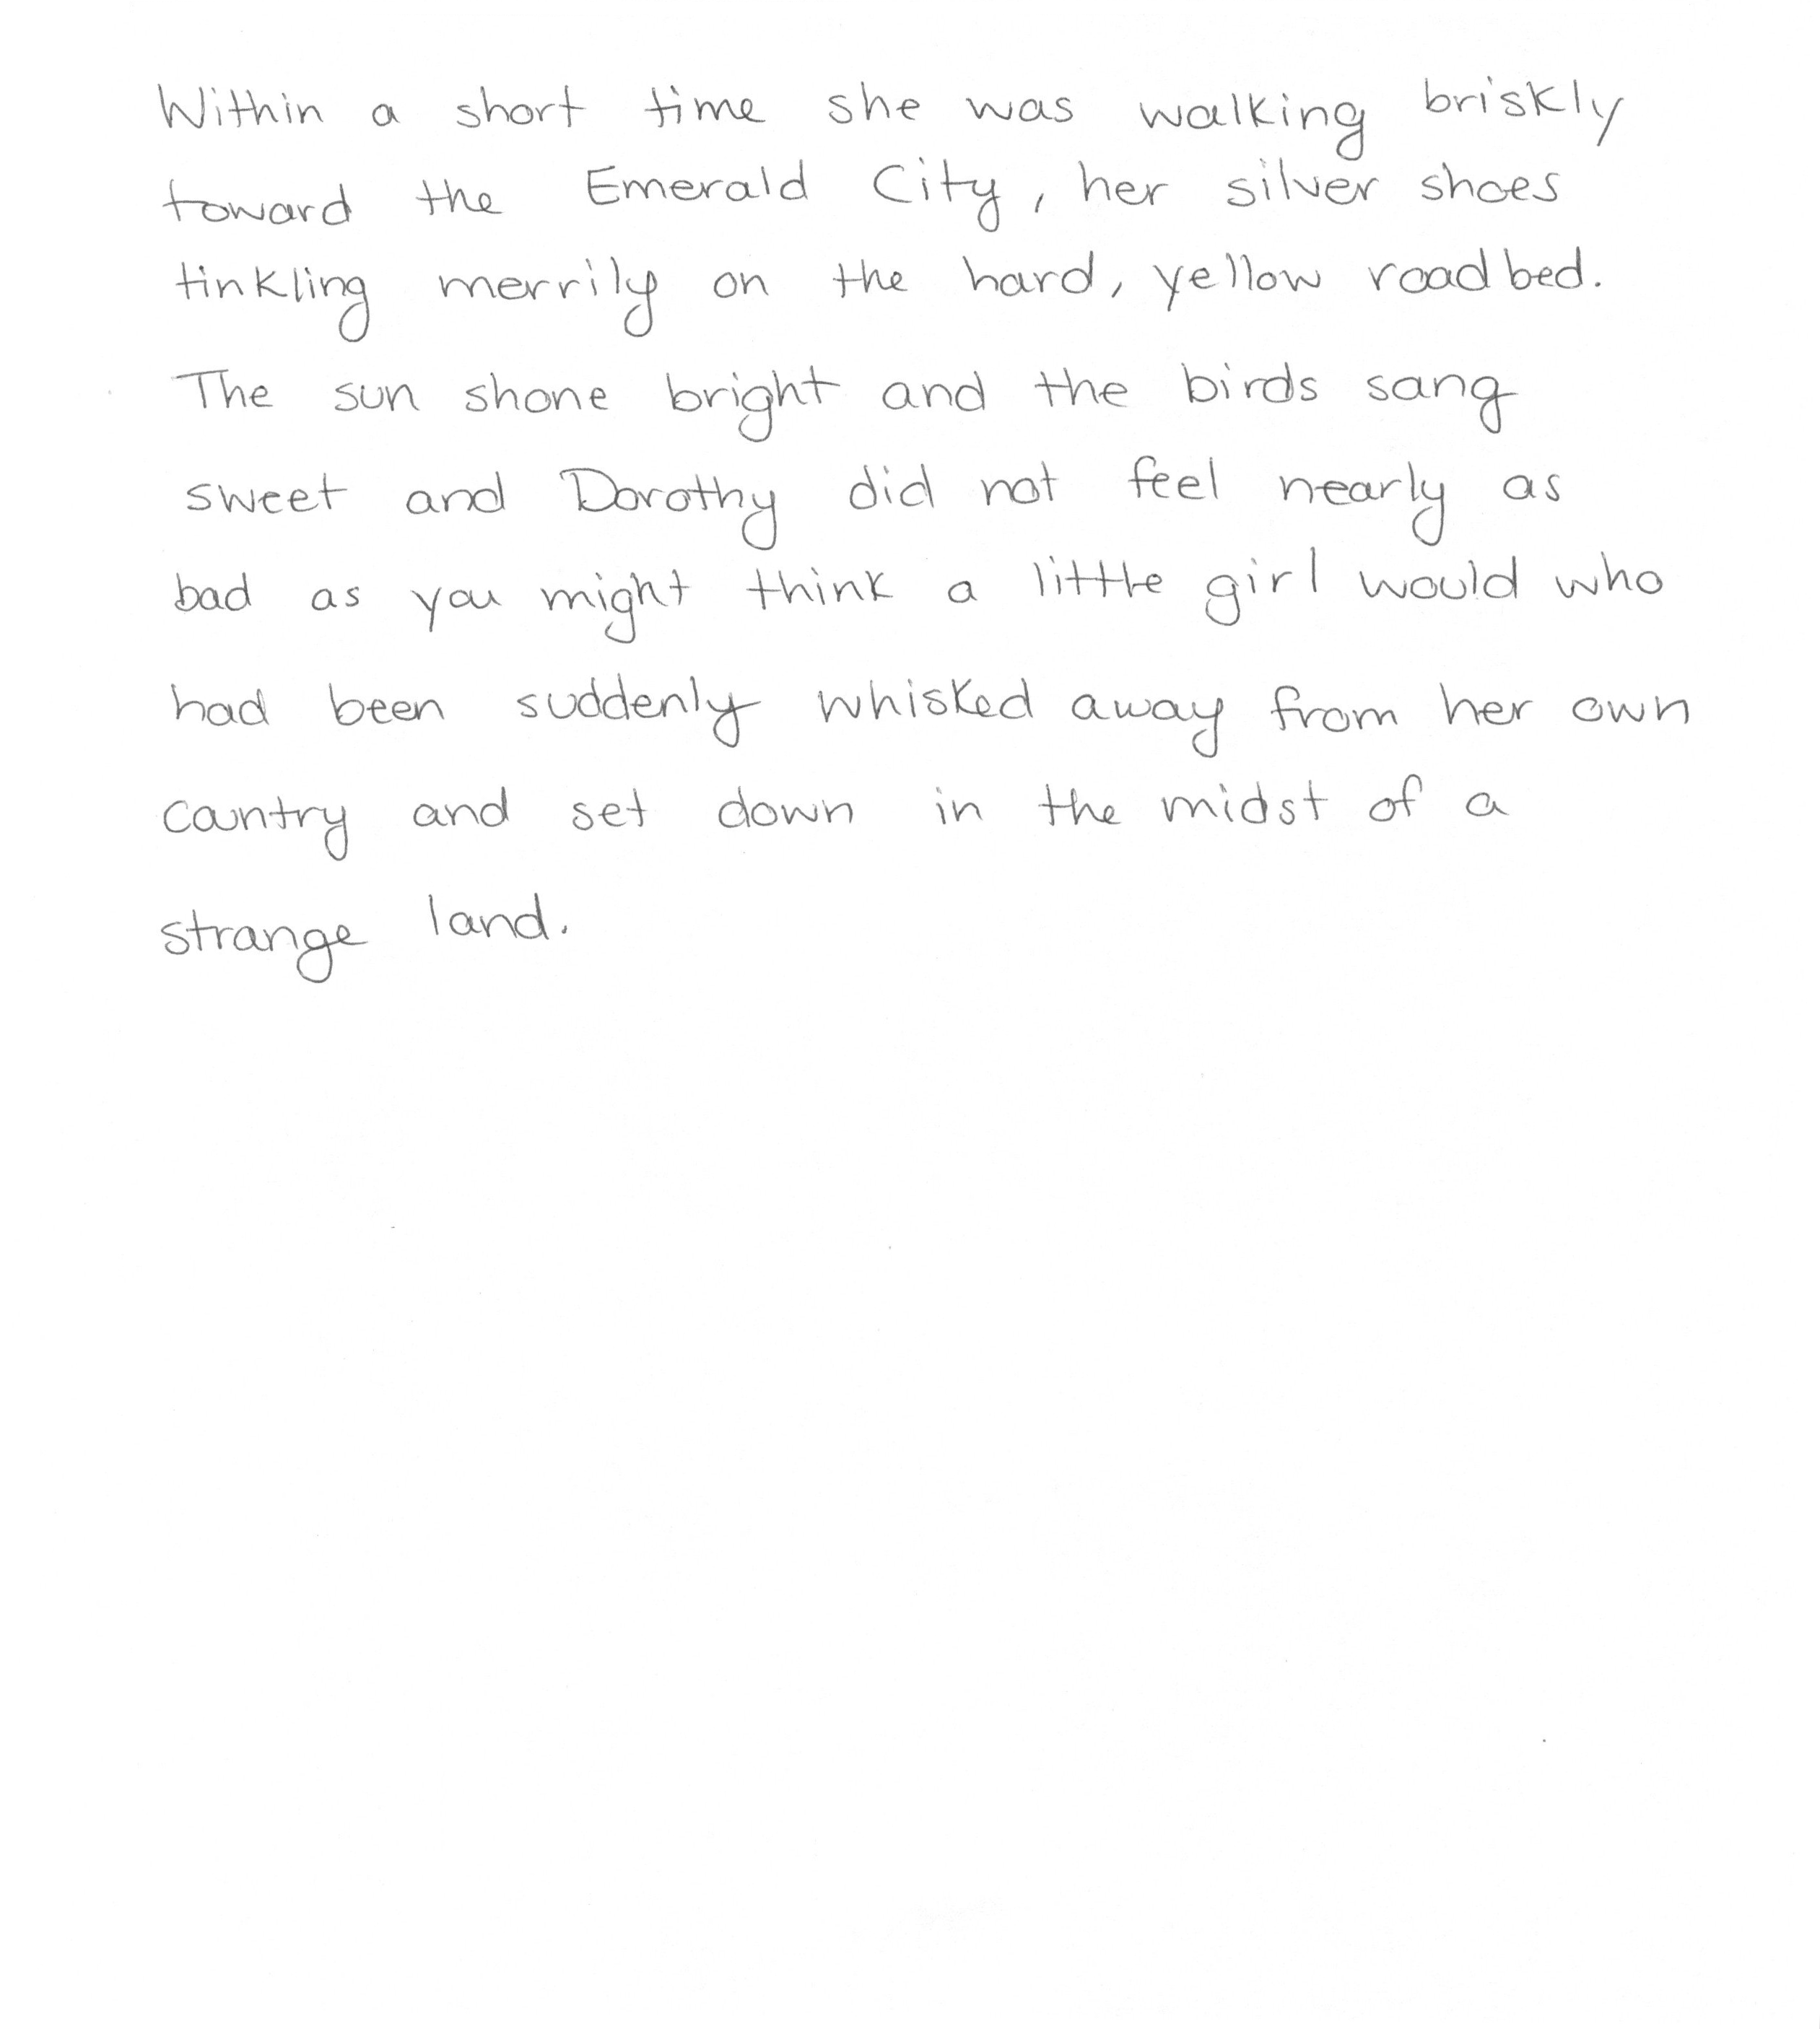 Within a short time she was walking briskly
toward the Emerald City, her silver shoes
tinkling merrily on the hard, yellow roadbed.
The sun shone bright and the birds sang
sweet and Dorothy did not feel nearly as
bad as you might think a little girl would who
had been suddenly whisked away from her own
country and set down in the midst of a
strange land.